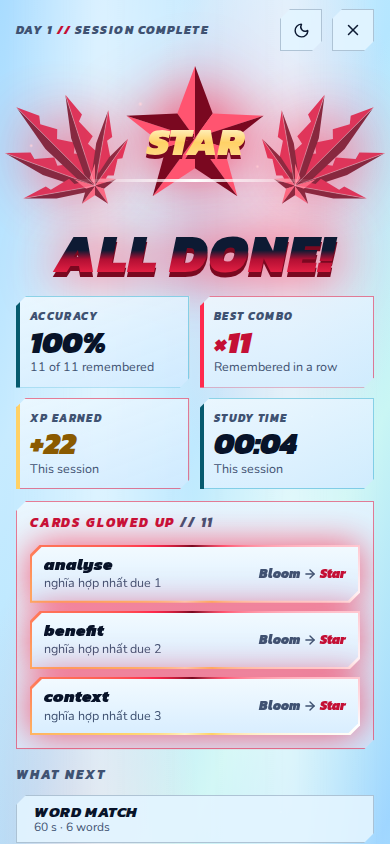 DAY 1 // SESSION COMPLETE
STAR
ALL DONE!
ACCURACY
100%
11 of 11 remembered
BEST COMBO
×11
Remembered in a row
XP EARNED
+22
This session
STUDY TIME
00:04
This session
CARDS GLOWED UP // 11
analyse
nghĩa hợp nhất due 1
Bloom → Star
benefit
nghĩa hợp nhất due 2
Bloom → Star
context
nghĩa hợp nhất due 3
Bloom → Star
WHAT NEXT
WORD MATCH
60 s · 6 words